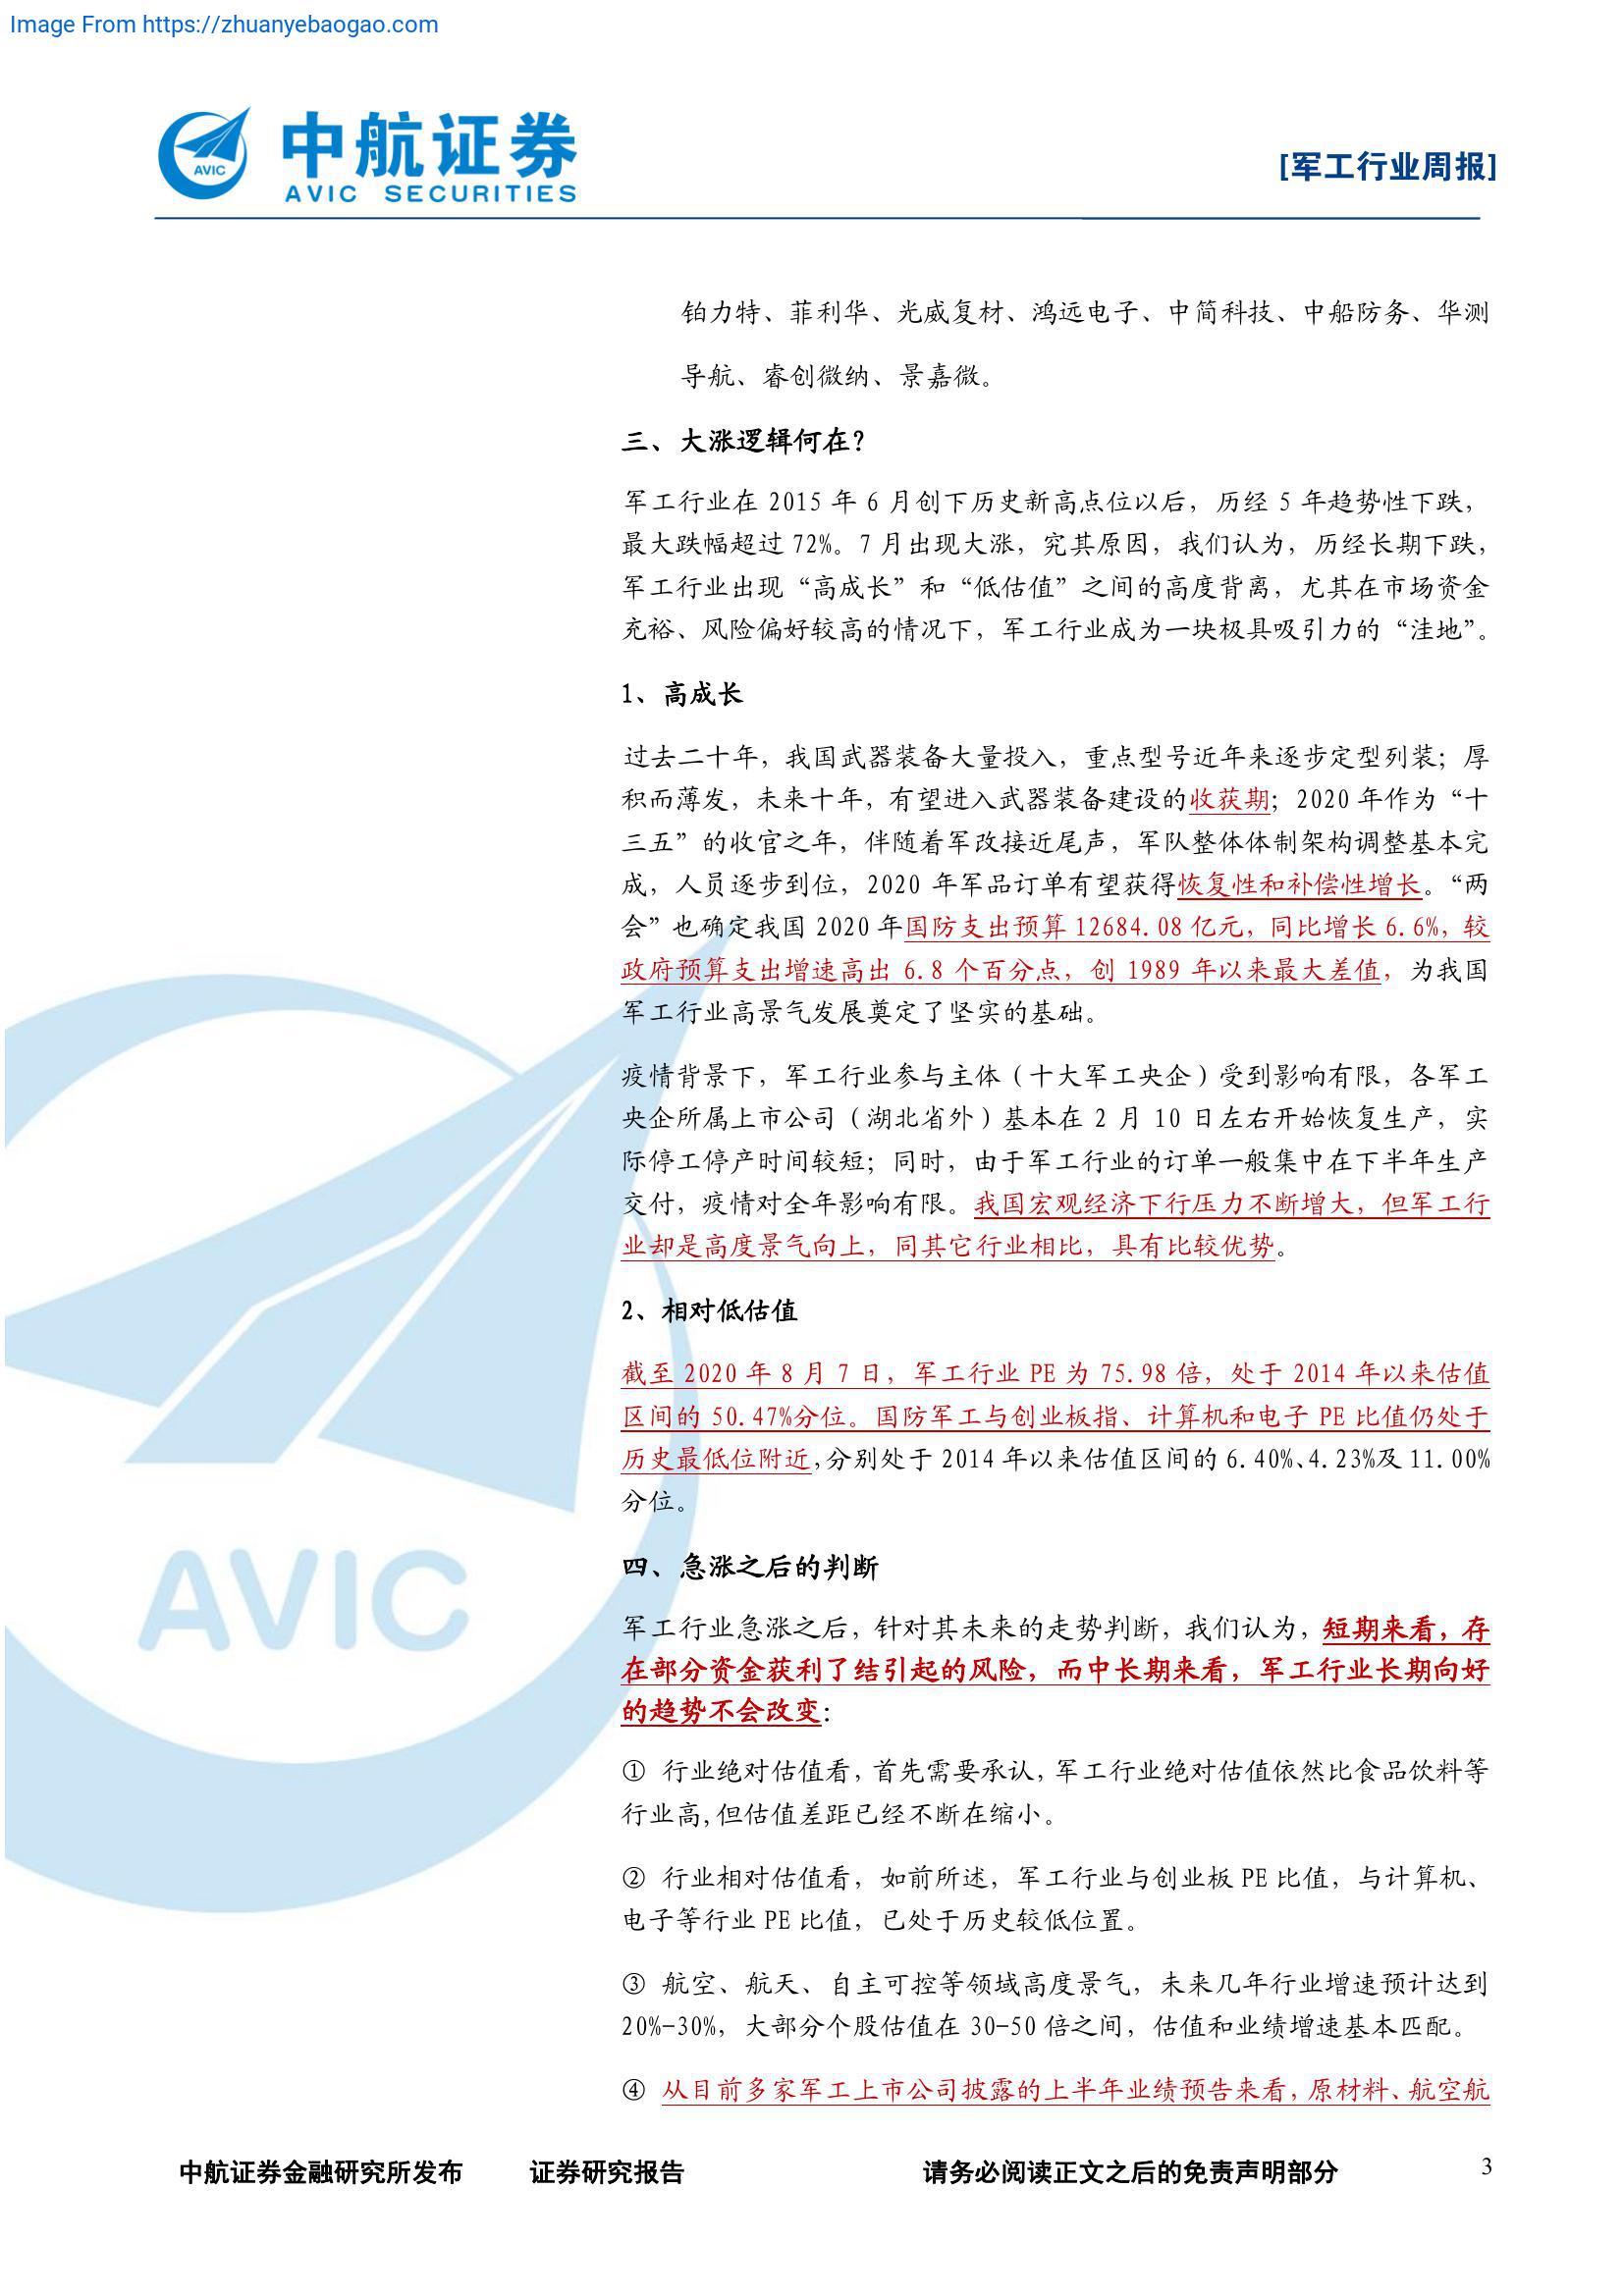 Image From https://zhuanyebaogao.com
AVIC
中航证券
AVIC SECURITIES
[军工行业周报]
铂力特、菲利华、光威复材、鸿远电子、中简科技、中船防务、华测
导航、睿创微纳、景嘉微。
三、大涨逻辑何在？
军工行业在 2015 年 6 月创下历史新高点位以后，历经 5 年趋势性下跌，
最大跌幅超过 72%。7 月出现大涨，究其原因，我们认为，历经长期下跌，
军工行业出现“高成长”和“低估值”之间的高度背离，尤其在市场资金
充裕、风险偏好较高的情况下，军工行业成为一块极具吸引力的“洼地”。
1、高成长
过去二十年，我国武器装备大量投入，重点型号近年来逐步定型列装；厚
积而薄发，未来十年，有望进入武器装备建设的收获期；2020 年作为“十
三五”的收官之年，伴随着军改接近尾声，军队整体体制架构调整基本完
成，人员逐步到位，2020 年军品订单有望获得恢复性和补偿性增长。“两
会”也确定我国 2020 年国防支出预算 12684.08 亿元，同比增长 6.6%，较
政府预算支出增速高出 6.8 个百分点，创 1989 年以来最大差值，为我国
军工行业高景气发展奠定了坚实的基础。
疫情背景下，军工行业参与主体（十大军工央企）受到影响有限，各军工
央企所属上市公司（湖北省外）基本在 2 月 10 日左右开始恢复生产，实
际停工停产时间较短；同时，由于军工行业的订单一般集中在下半年生产
交付，疫情对全年影响有限。我国宏观经济下行压力不断增大，但军工行
业却是高度景气向上，同其它行业相比，具有比较优势。
2、相对低估值
截至 2020 年 8 月 7 日，军工行业 PE 为 75.98 倍，处于 2014 年以来估值
区间的 50.47%分位。国防军工与创业板指、计算机和电子 PE 比值仍处于
历史最低位附近，分别处于 2014 年以来估值区间的 6.40%、4.23%及 11.00%
分位。
四、急涨之后的判断
军工行业急涨之后，针对其未来的走势判断，我们认为，短期来看，存
在部分资金获利了结引起的风险，而中长期来看，军工行业长期向好
的趋势不会改变：
① 行业绝对估值看，首先需要承认，军工行业绝对估值依然比食品饮料等
行业高，但估值差距已经不断在缩小。
② 行业相对估值看，如前所述，军工行业与创业板 PE 比值，与计算机、
电子等行业 PE 比值，已处于历史较低位置。
③ 航空、航天、自主可控等领域高度景气，未来几年行业增速预计达到
20%-30%，大部分个股估值在 30-50 倍之间，估值和业绩增速基本匹配。
④ 从目前多家军工上市公司披露的上半年业绩预告来看，原材料、航空航
AVIC
中航证券金融研究所发布 证券研究报告 请务必阅读正文之后的免责声明部分 3